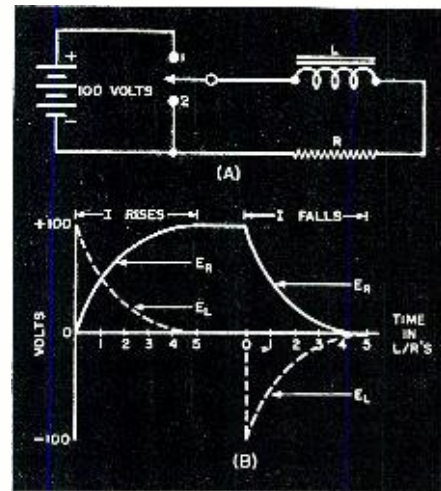 +
1
L
100 VOLTS
2
-
R
(A)
I RISES
I FALLS
+100
E_R
E_R
E_L
TIME
IN
L/R'S
VOLTS
0
1 2 3 4 5
0 1 2 3 4 5
E_L
-100
(B)